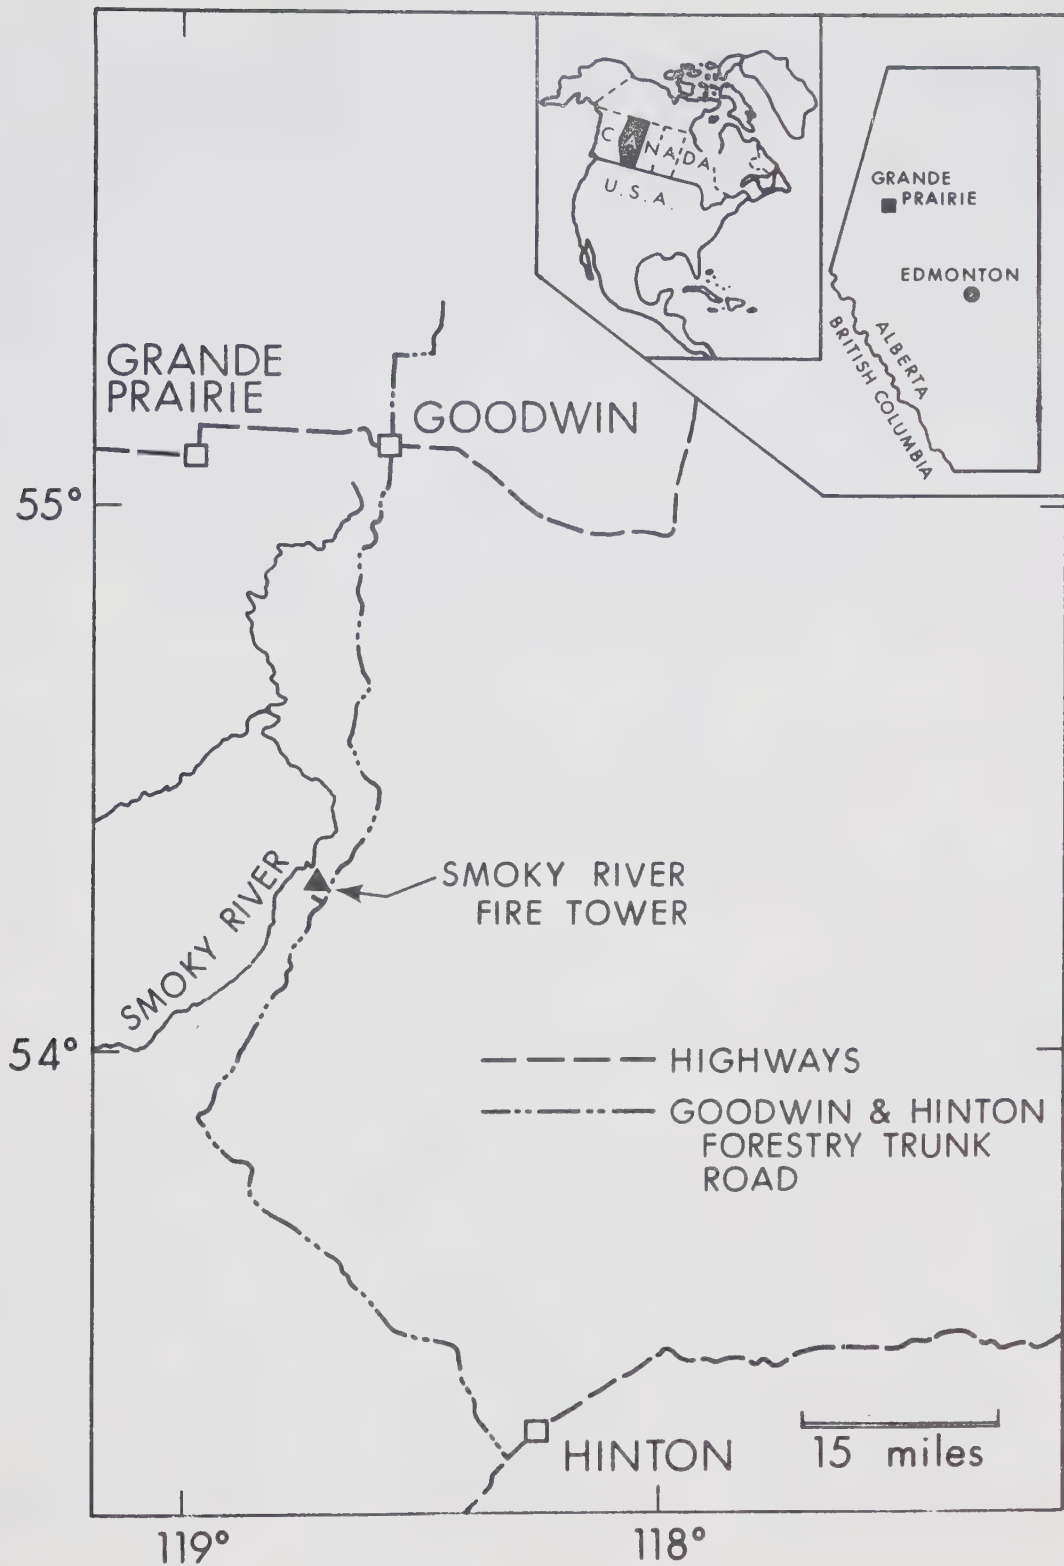 CANADA
U.S.A.
GRANDE
PRAIRIE
EDMONTON
ALBERTA
BRITISH COLUMBIA
GRANDE
PRAIRIE
GOODWIN
55°
SMOKY RIVER
SMOKY RIVER
FIRE TOWER
54°
HIGHWAYS
GOODWIN & HINTON
FORESTRY TRUNK
ROAD
HINTON
15 miles
119°
118°